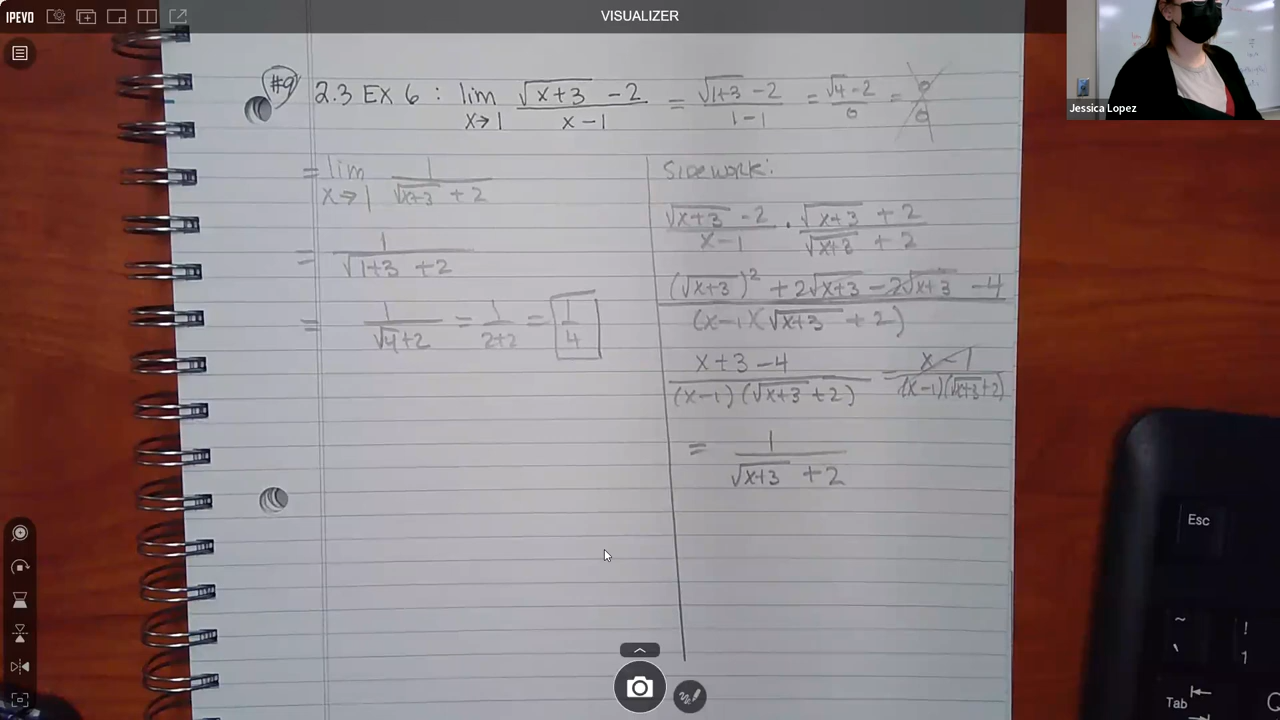 VISUALIZER
IPEVO
Jessica Lopez
#9 2.3 EX 6 : lim x→1 (√(x+3) - 2)/(x - 1) = (√(1+3) - 2)/(1 - 1) = (√4 - 2)/0 = 0/0
= lim x→1 1/(√(x+3) + 2)
= 1/(√(1+3) + 2)
= 1/(√4 + 2) = 1/(2+2) = 1/4
Sidework:
(√(x+3) - 2)/(x - 1) · (√(x+3) + 2)/(√(x+3) + 2)
((√(x+3))² + 2√(x+3) - 2√(x+3) - 4)/((x-1)(√(x+3) + 2))
(x + 3 - 4)/((x-1)(√(x+3) + 2)) = (x - 1)/((x-1)(√(x+3) + 2))
= 1/(√(x+3) + 2)
Esc
~ !
` 1
Tab Q